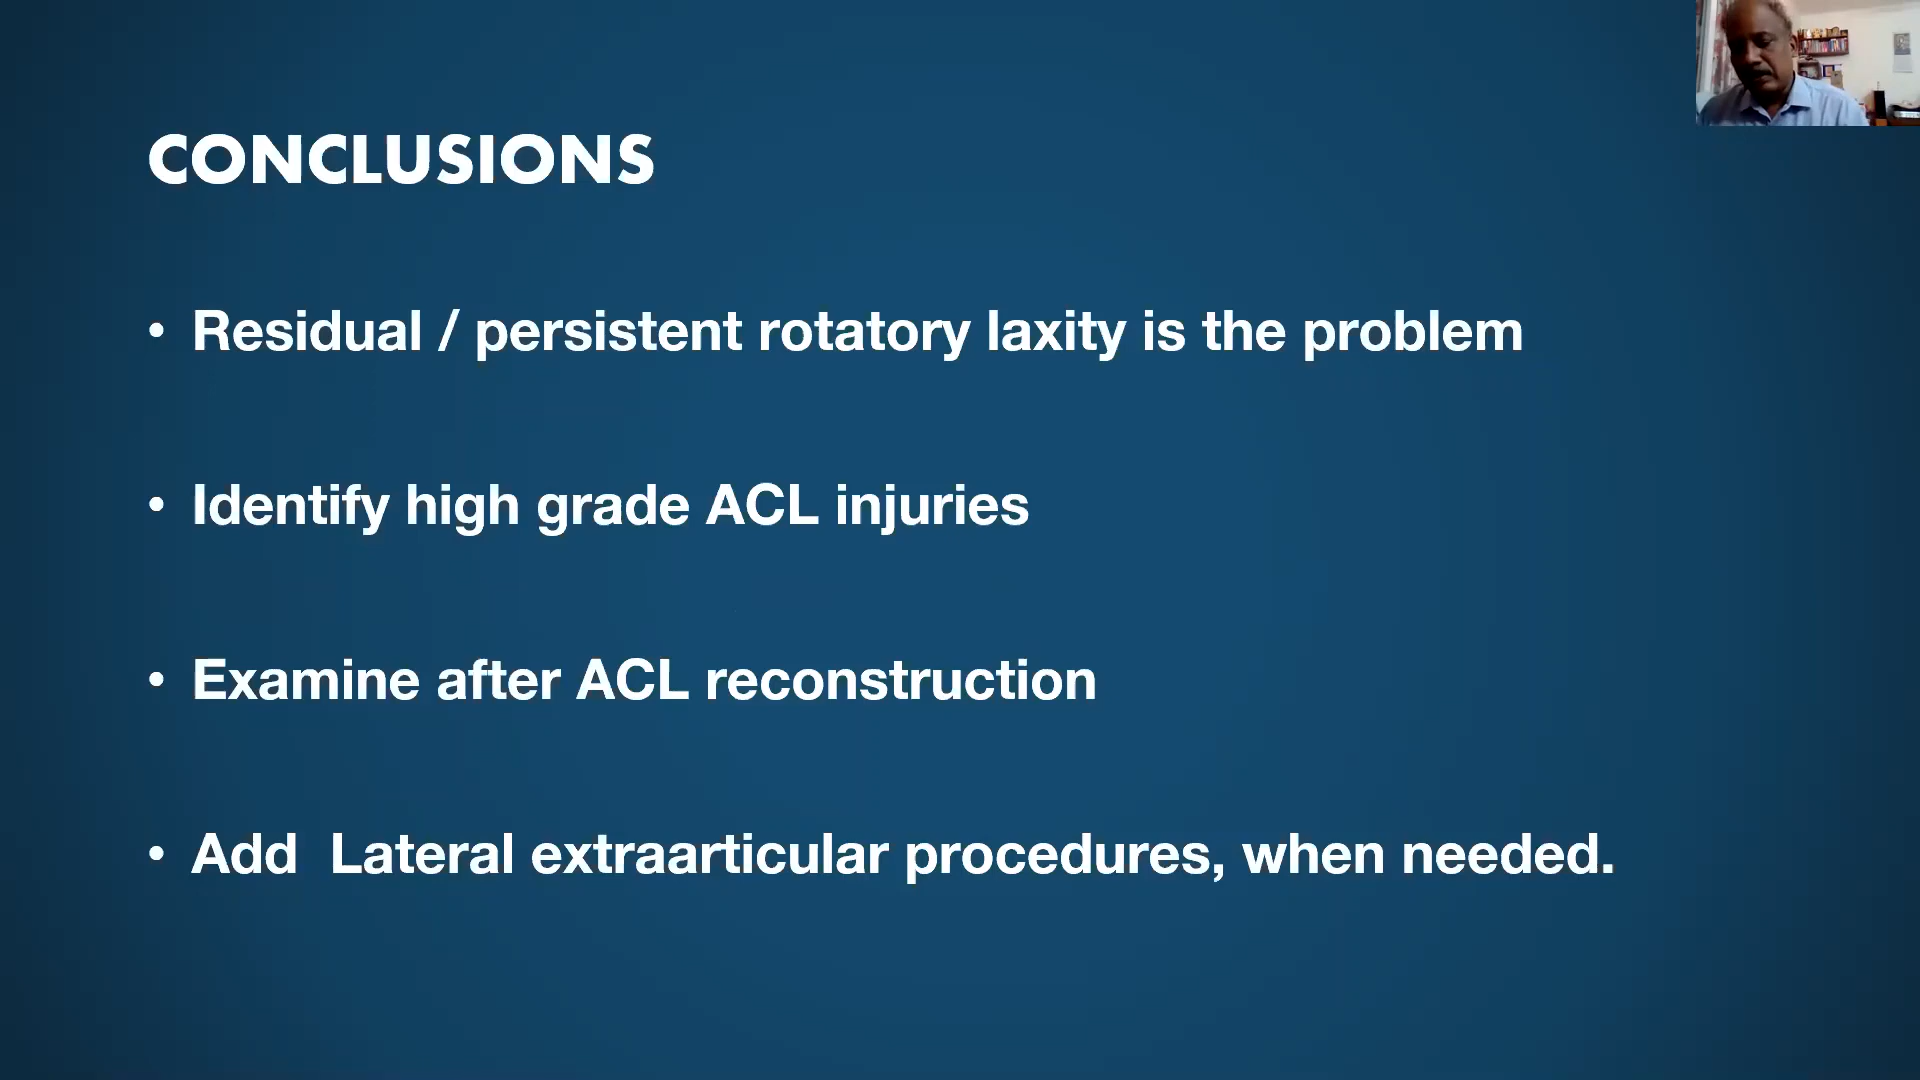 CONCLUSIONS
• Residual / persistent rotatory laxity is the problem
• Identify high grade ACL injuries
• Examine after ACL reconstruction
• Add  Lateral extraarticular procedures, when needed.